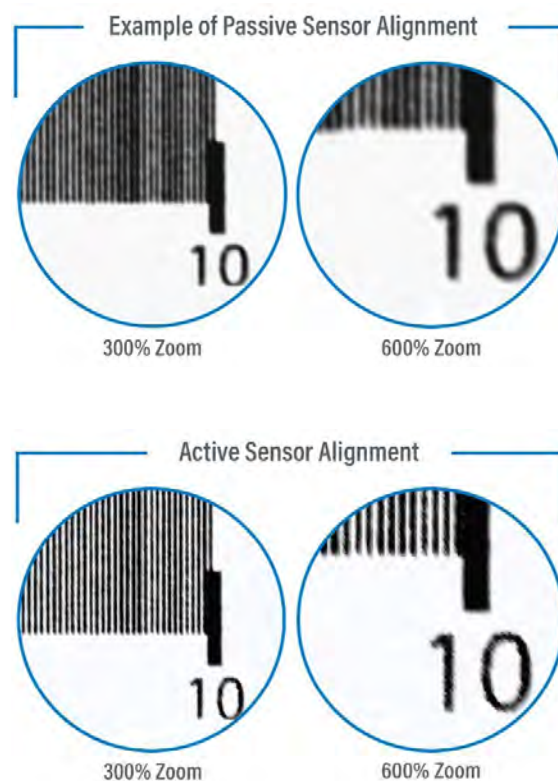 Example of Passive Sensor Alignment
10
10
300% Zoom
600% Zoom
Active Sensor Alignment
10
10
300% Zoom
600% Zoom